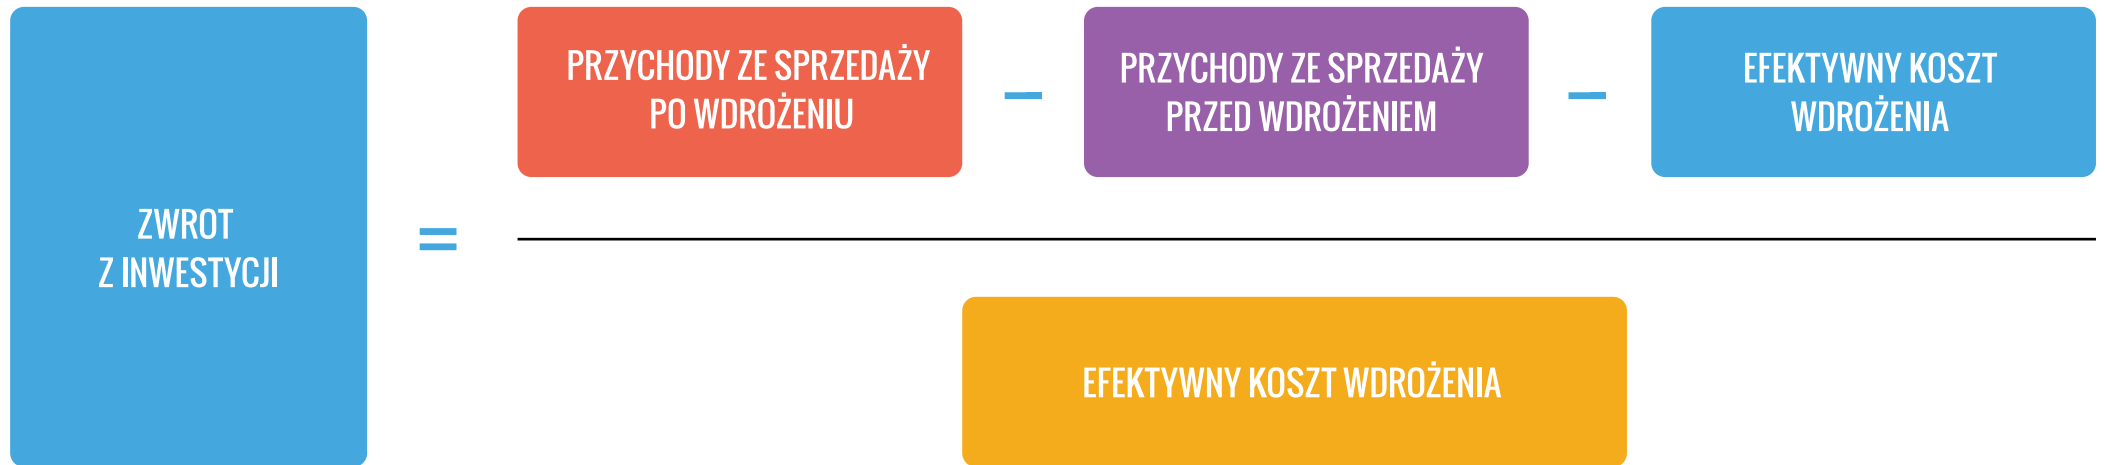 ZWROT
Z INWESTYCJI
=
PRZYCHODY ZE SPRZEDAŻY
PO WDROŻENIU
–
PRZYCHODY ZE SPRZEDAŻY
PRZED WDROŻENIEM
–
EFEKTYWNY KOSZT
WDROŻENIA
EFEKTYWNY KOSZT WDROŻENIA